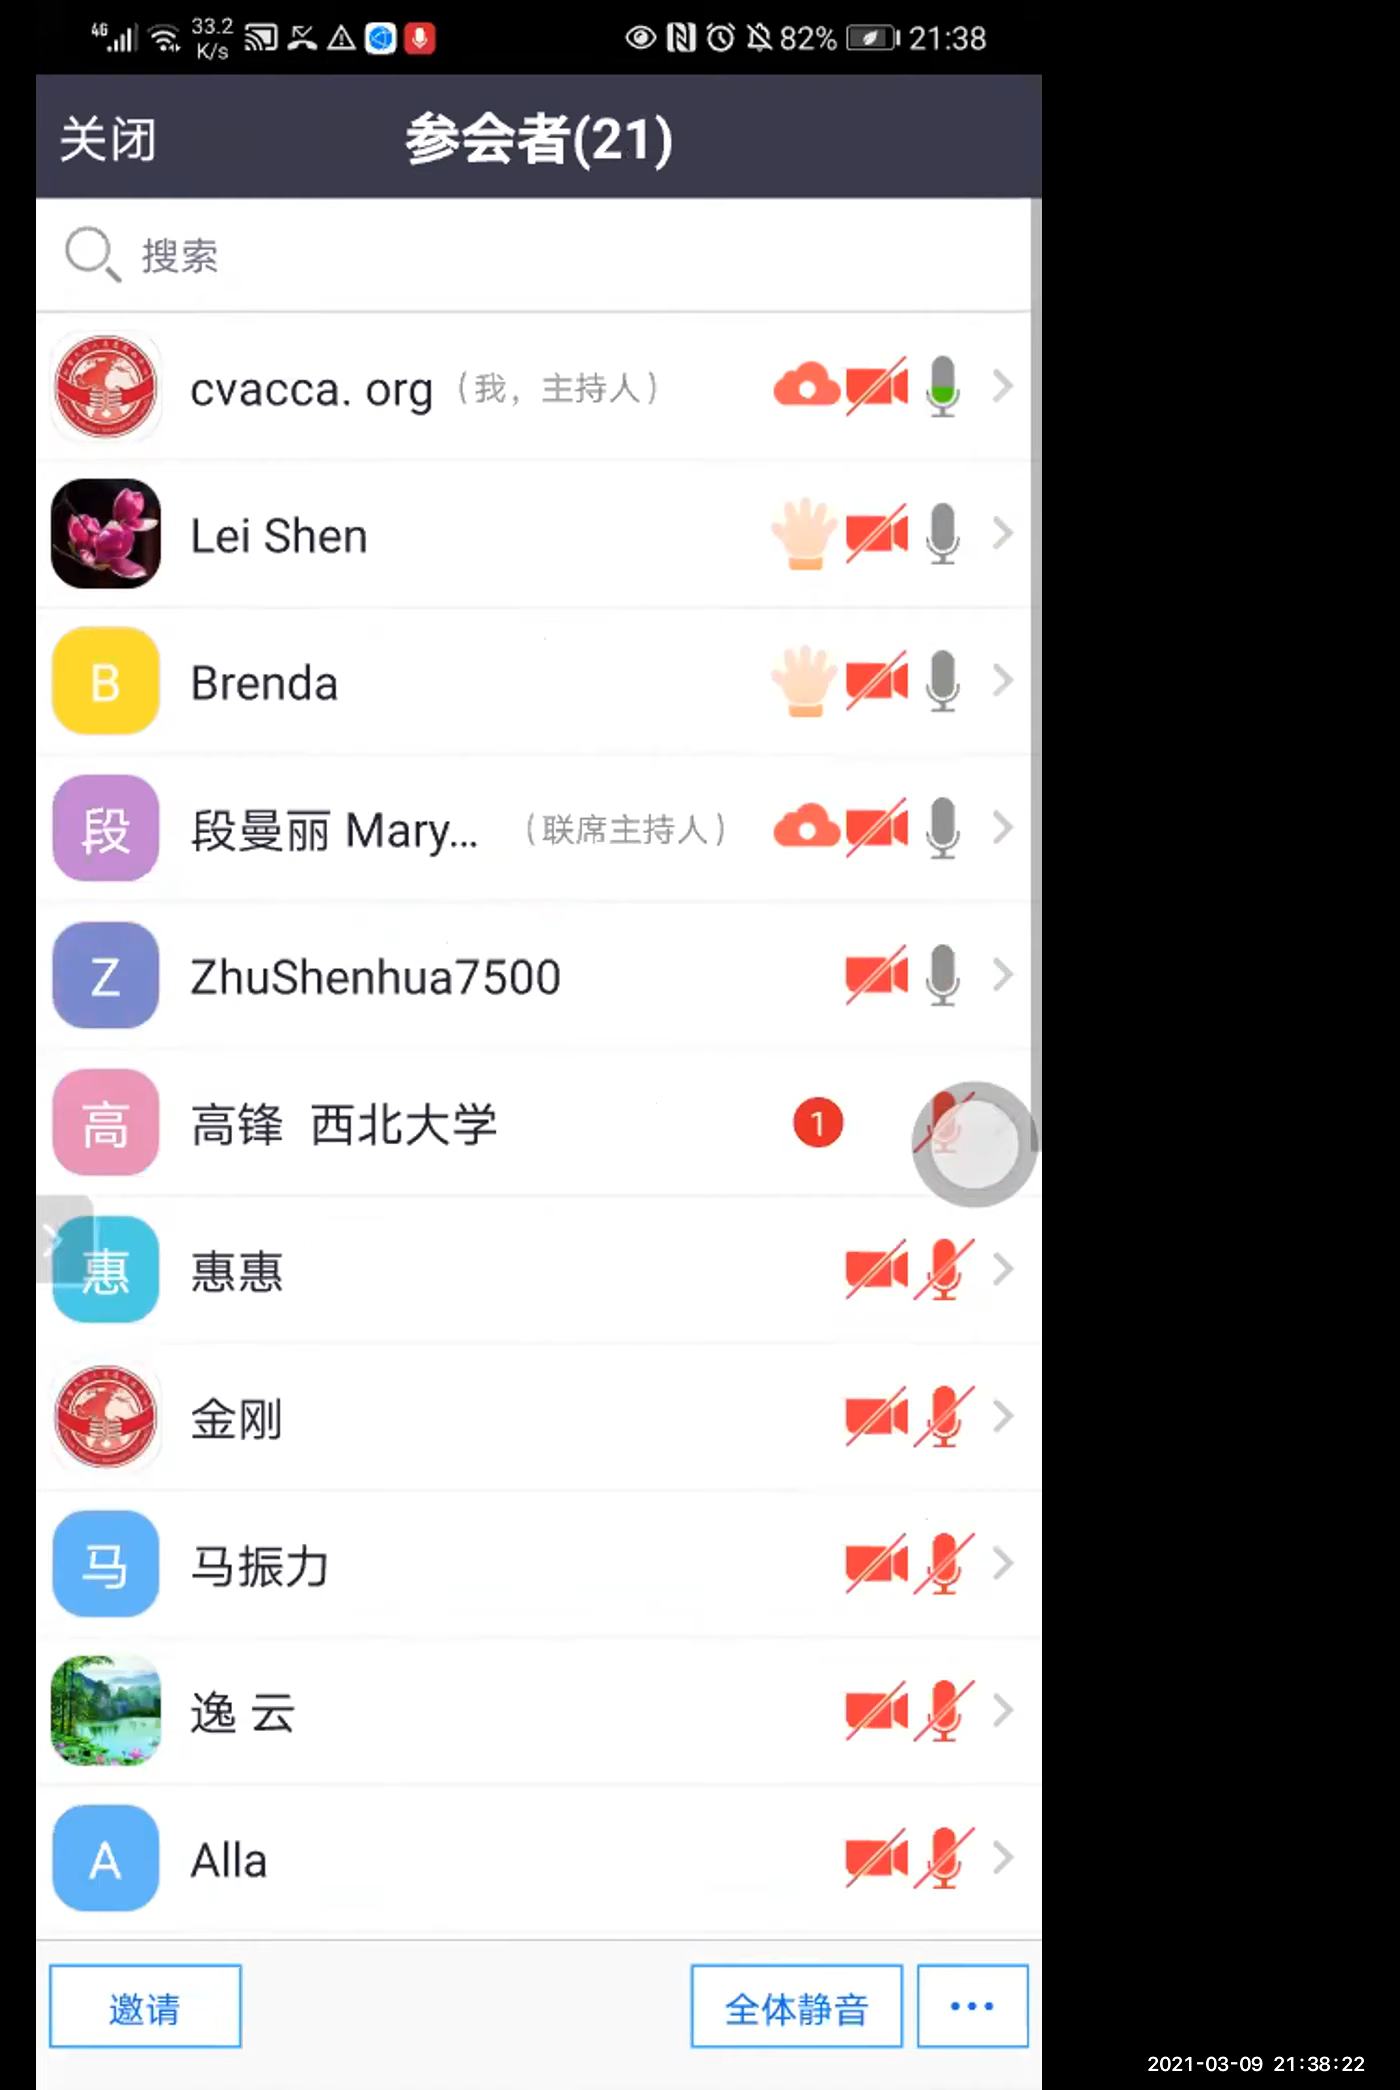 4G 33.2 K/s 82% 21:38
关闭 参会者(21)
搜索
cvacca. org (我，主持人)
Lei Shen
B Brenda
段 段曼丽 Mary... (联席主持人)
Z ZhuShenhua7500
高 高锋 西北大学 1
惠 惠惠
金刚
马 马振力
逸 云
A Alla
邀请 全体静音 ...
2021-03-09 21:38:22